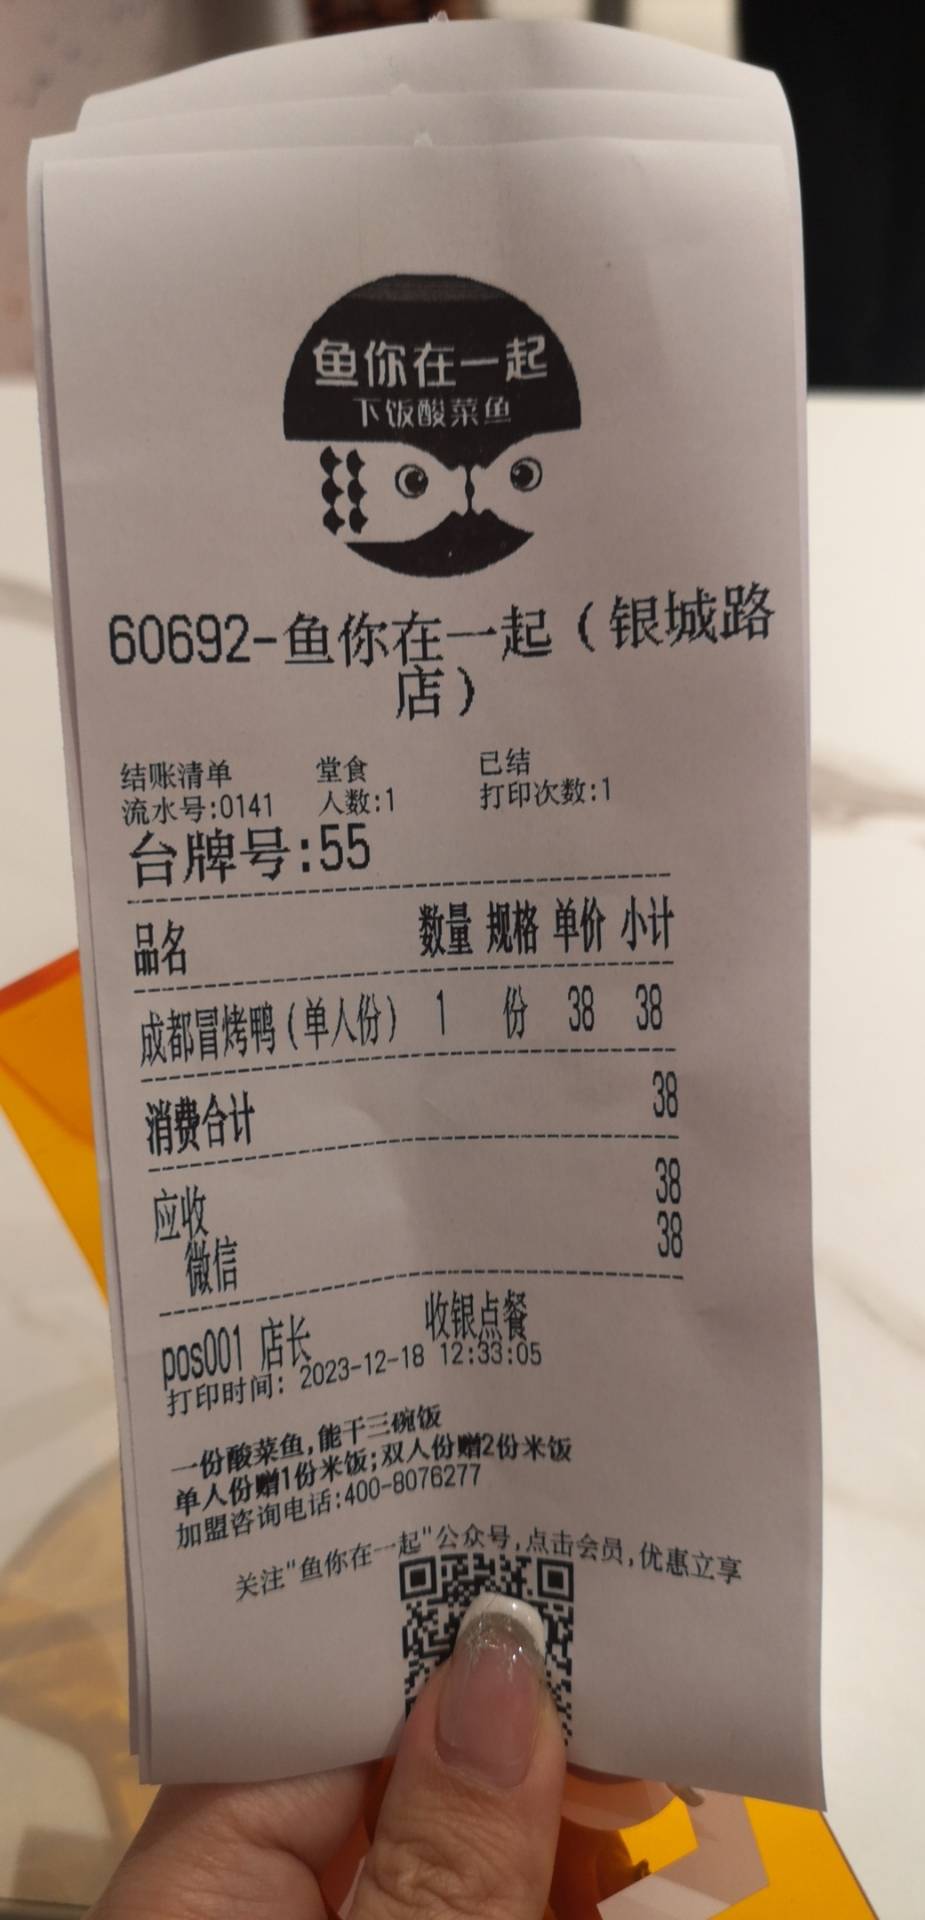 鱼你在一起
下饭酸菜鱼
60692-鱼你在一起(银城路
店)
结账清单 堂食 已结
流水号:0141 人数:1 打印次数:1
台牌号:55
品名 数量 规格 单价 小计
成都冒烤鸭(单人份) 1 份 38 38
消费合计 38
应收 38
微信 38
pos001 店长 收银点餐
打印时间: 2023-12-18 12:33:05
一份酸菜鱼,能干三碗饭
单人份赠1份米饭;双人份赠2份米饭
加盟咨询电话:400-8076277
关注"鱼你在一起"公众号,点击会员,优惠立享